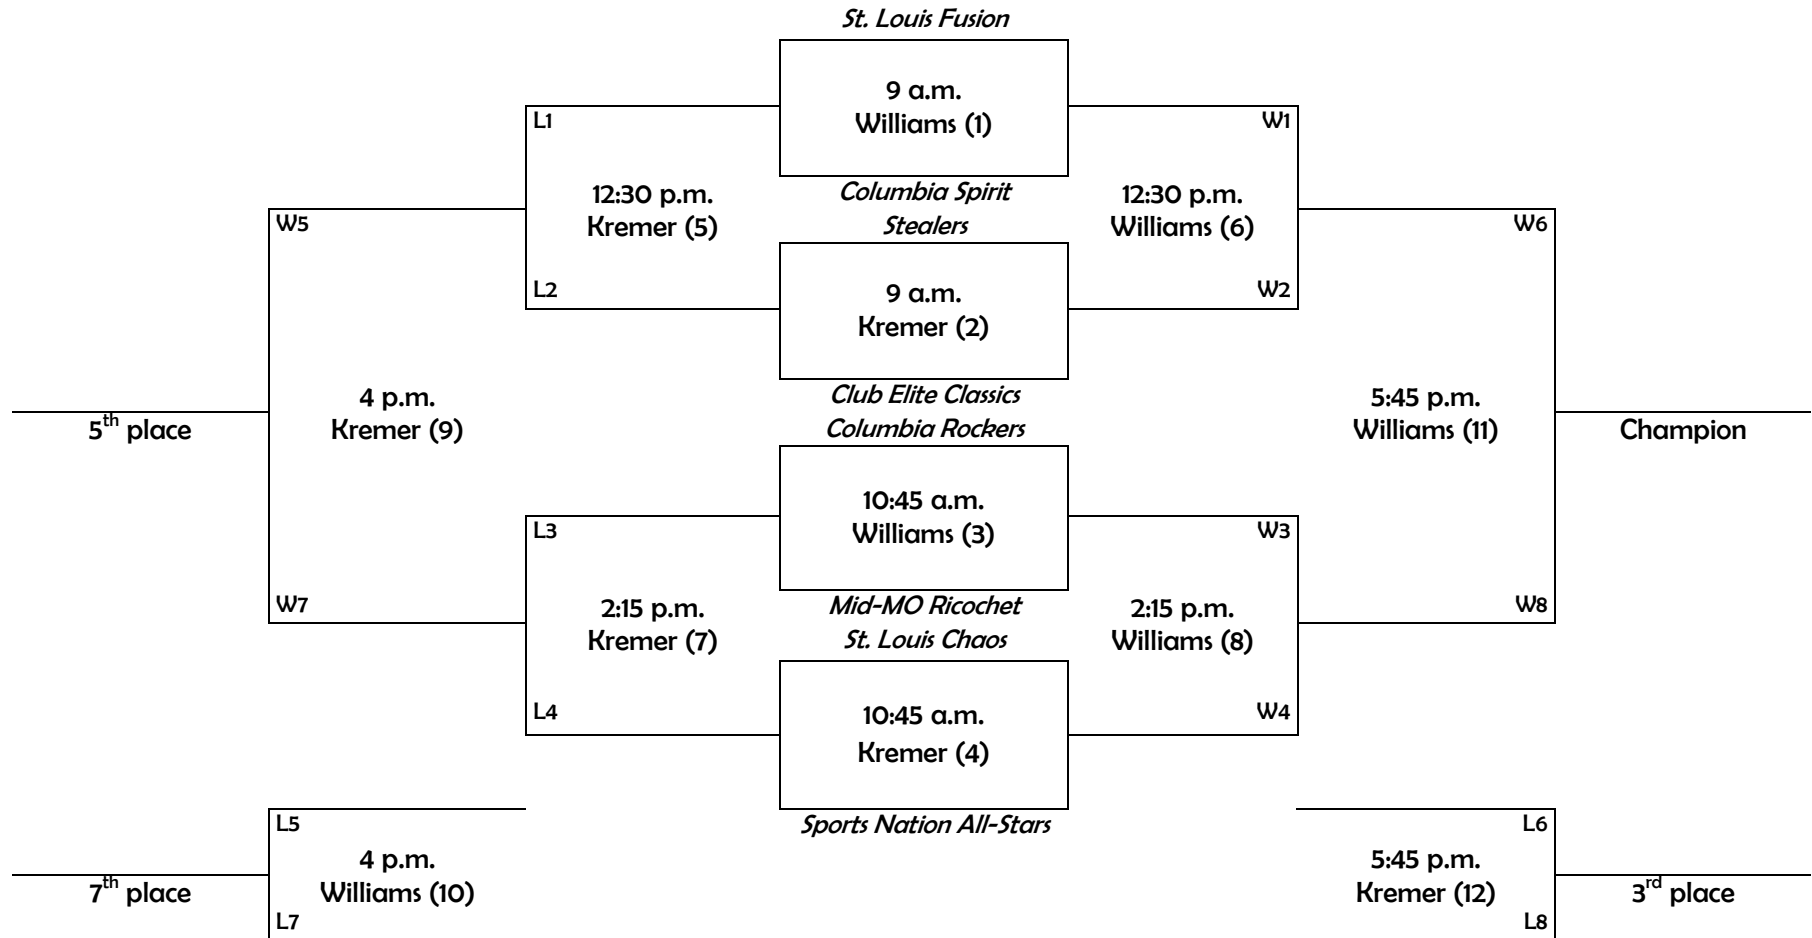 St. Louis Fusion
9 a.m.
Williams (1)
L1
W1
12:30 p.m.
Kremer (5)
Columbia Spirit
Stealers
12:30 p.m.
Williams (6)
W5
W6
L2
9 a.m.
Kremer (2)
W2
Club Elite Classics
Columbia Rockers
4 p.m.
Kremer (9)
5th place
5:45 p.m.
Williams (11)
Champion
10:45 a.m.
Williams (3)
L3
W3
W7
2:15 p.m.
Kremer (7)
Mid-MO Ricochet
St. Louis Chaos
2:15 p.m.
Williams (8)
W8
L4
10:45 a.m.
Kremer (4)
W4
Sports Nation All-Stars
L5
4 p.m.
Williams (10)
7th place
L7
L6
5:45 p.m.
Kremer (12)
3rd place
L8